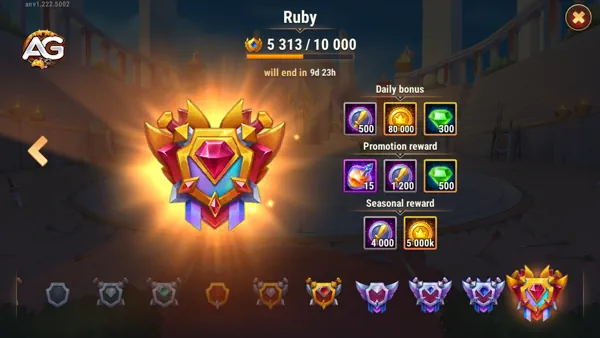 anv1.222.5002
Ruby
AG
5 313 / 10 000
will end in 9d 23h
Daily bonus
500 80 000 300
Promotion reward
15 1 200 500
Seasonal reward
4 000 5 000k